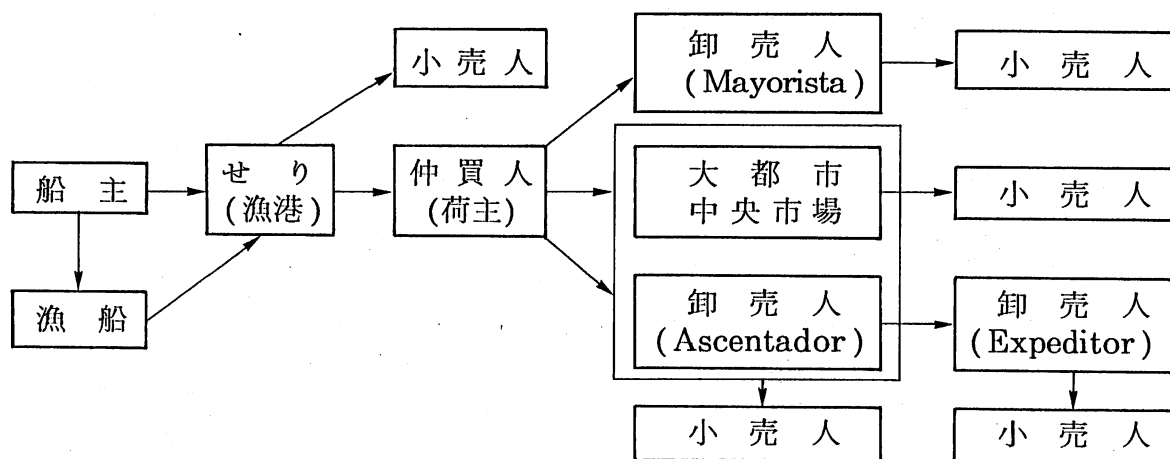 小売人
卸売人
(Mayorista)
小売人
船主
せり
(漁港)
仲買人
(荷主)
大都市
中央市場
小売人
漁船
卸売人
(Ascentador)
卸売人
(Expeditor)
小売人
小売人